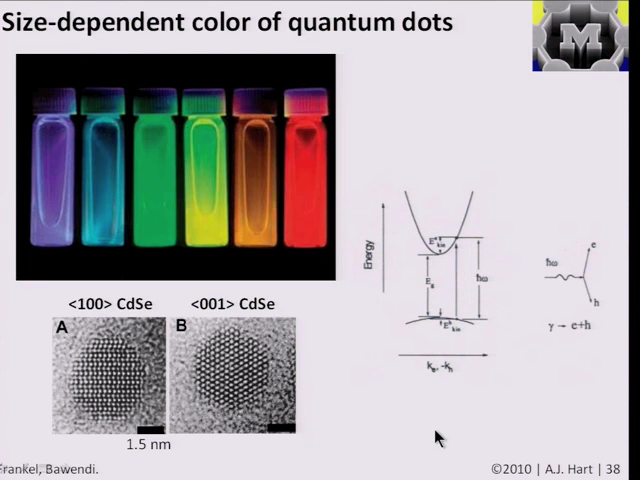 Size-dependent color of quantum dots
M
<100> CdSe
<001> CdSe
A
B
1.5 nm
Energy
E^e_kin
E_g
ħω
E^h_kin
k_e, -k_h
ħω
e
h
γ → e+h
Frankel, Bawendi.
©2010 | A.J. Hart | 38